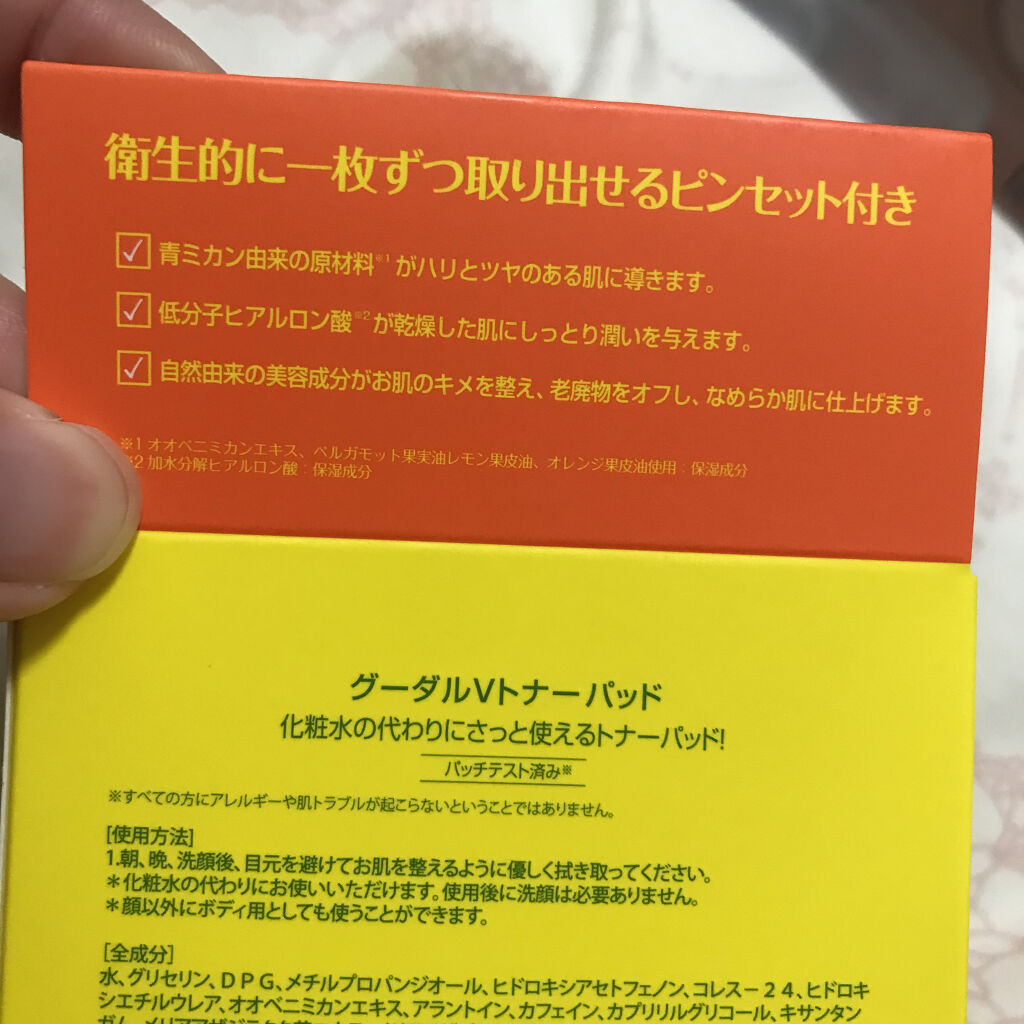 衛生的に一枚ずつ取り出せるピンセット付き
青ミカン由来の原材料※1がハリとツヤのある肌に導きます。
低分子ヒアルロン酸※2が乾燥した肌にしっとり潤いを与えます。
自然由来の美容成分がお肌のキメを整え、老廃物をオフし、なめらか肌に仕上げます。
※1 オオベニミカンエキス、ベルガモット果実油レモン果皮油、オレンジ果皮油使用：保湿成分
※2 加水分解ヒアルロン酸：保湿成分
グーダルVトナーパッド
化粧水の代わりにさっと使えるトナーパッド!
パッチテスト済み※
※すべての方にアレルギーや肌トラブルが起こらないということではありません。
[使用方法]
1.朝、晩、洗顔後、目元を避けてお肌を整えるように優しく拭き取ってください。
＊化粧水の代わりにお使いいただけます。使用後に洗顔は必要ありません。
＊顔以外にボディ用としても使うことができます。
[全成分]
水、グリセリン、DPG、メチルプロパンジオール、ヒドロキシアセトフェノン、コレス－24、ヒドロキ
シエチルウレア、オオベニミカンエキス、アラントイン、カフェイン、カプリリルグリコール、キサンタン